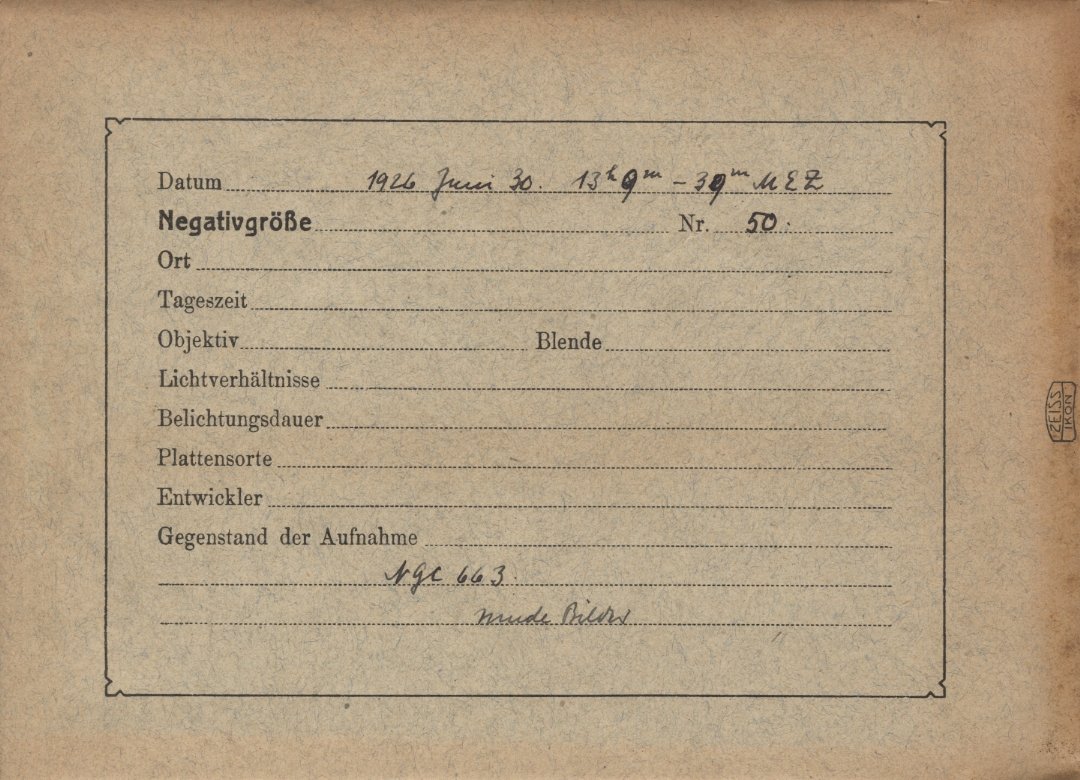 Datum 1926 Juni 30. 13h 9m – 39m MEZ
Negativgröße Nr. 50.
Ort
Tageszeit
Objektiv Blende
Lichtverhältnisse
Belichtungsdauer
Plattensorte
Entwickler
Gegenstand der Aufnahme
NGC 663.
runde Bilder
ZEISS
IKON